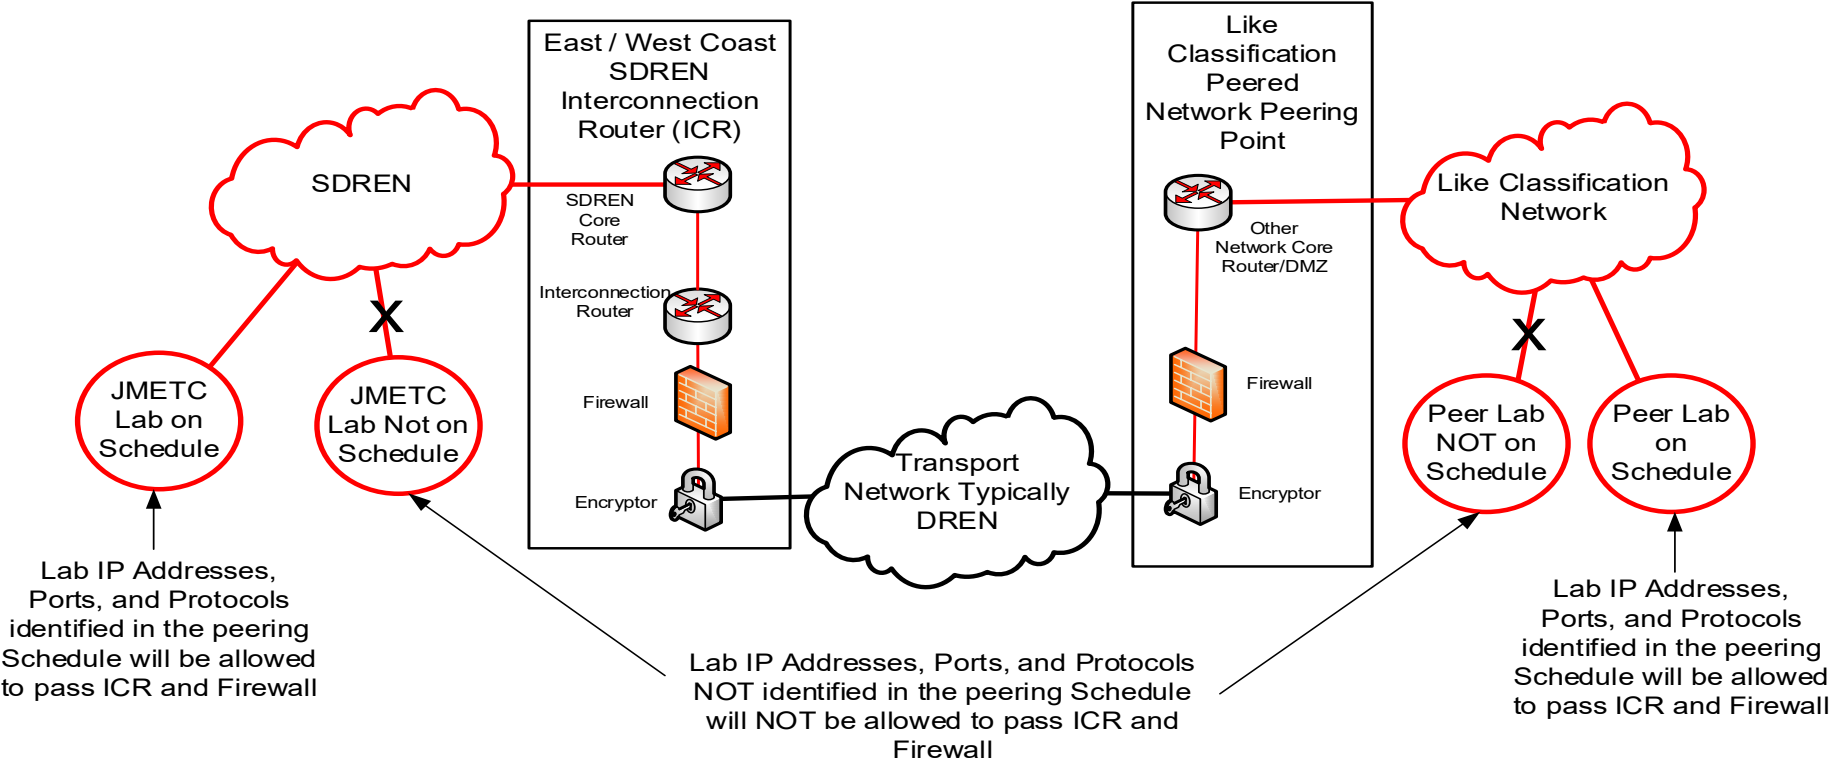 East / West Coast
SDREN
Interconnection
Router (ICR)
Like
Classification
Peered
Network Peering
Point
SDREN
SDREN
Core
Router
Interconnection
Router
Firewall
Encryptor
Transport
Network Typically
DREN
Other
Network Core
Router/DMZ
Firewall
Encryptor
Like Classification
Network
X
X
JMETC
Lab on
Schedule
JMETC
Lab Not on
Schedule
Peer Lab
NOT on
Schedule
Peer Lab
on
Schedule
Lab IP Addresses,
Ports, and Protocols
identified in the peering
Schedule will be allowed
to pass ICR and Firewall
Lab IP Addresses, Ports, and Protocols
NOT identified in the peering Schedule
will NOT be allowed to pass ICR and
Firewall
Lab IP Addresses,
Ports, and Protocols
identified in the peering
Schedule will be allowed
to pass ICR and Firewall